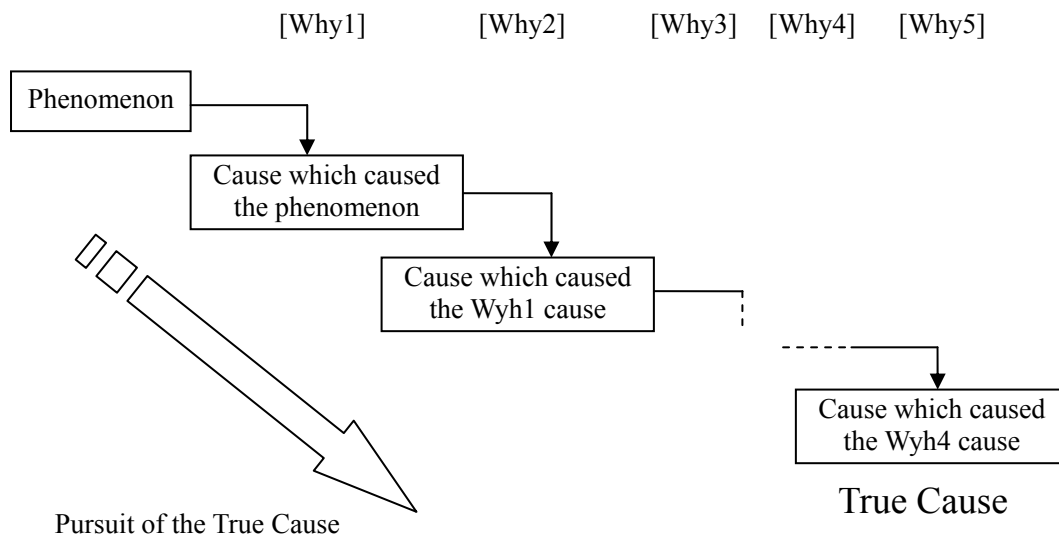 [Why1] [Why2] [Why3] [Why4] [Why5]
Phenomenon
Cause which caused
the phenomenon
Cause which caused
the Wyh1 cause
Cause which caused
the Wyh4 cause
True Cause
Pursuit of the True Cause